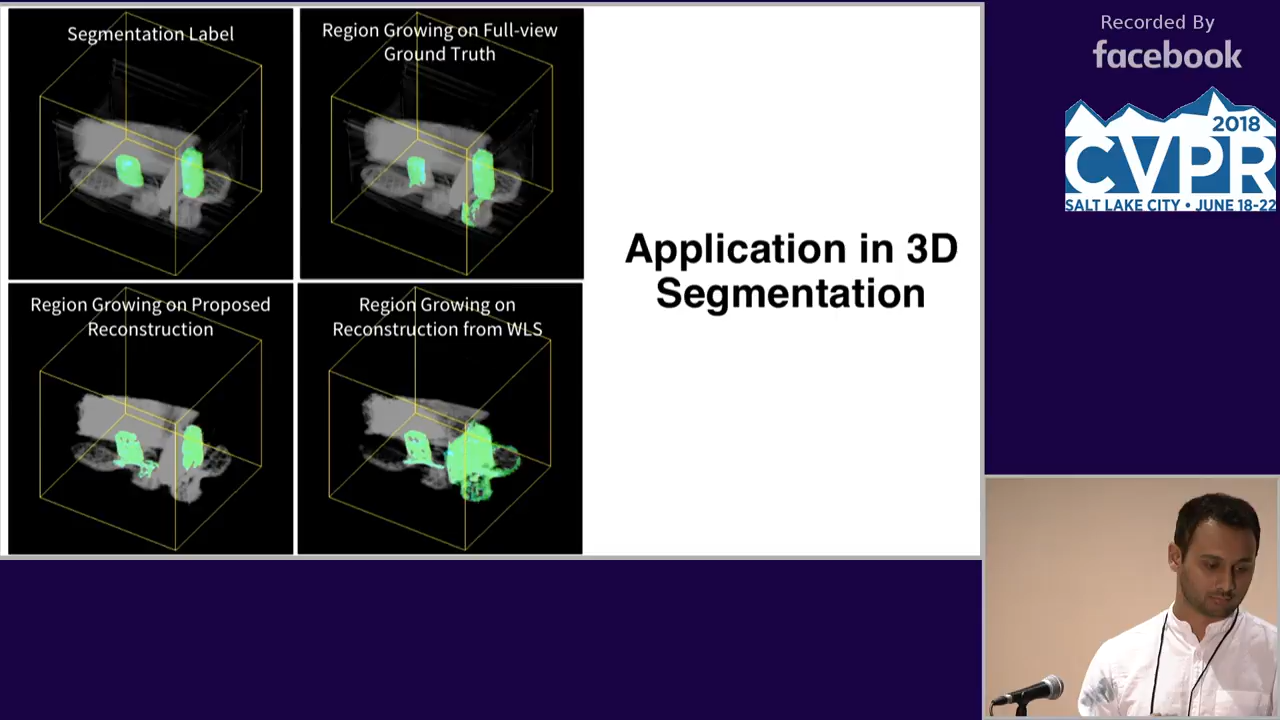 Segmentation Label
Region Growing on Full-view
Ground Truth
Region Growing on Proposed
Reconstruction
Region Growing on
Reconstruction from WLS
Application in 3D
Segmentation
Recorded By
facebook
2018
CVPR
SALT LAKE CITY • JUNE 18-22